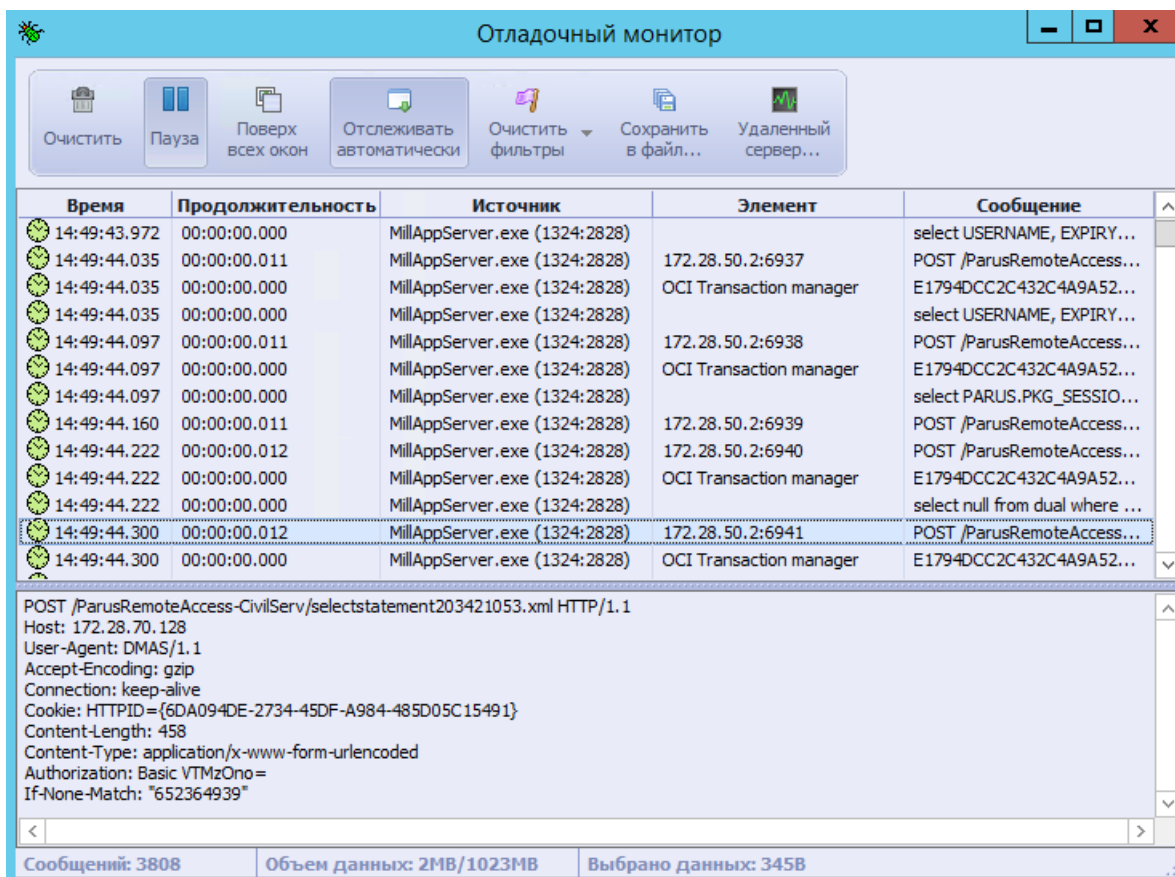 Отладочный монитор
Очистить
Пауза
Поверх всех окон
Отслеживать автоматически
Очистить фильтры
Сохранить в файл...
Удаленный сервер...
Время Продолжительность Источник Элемент Сообщение
14:49:43.972 00:00:00.000 MillAppServer.exe (1324:2828) select USERNAME, EXPIRY...
14:49:44.035 00:00:00.011 MillAppServer.exe (1324:2828) 172.28.50.2:6937 POST /ParusRemoteAccess...
14:49:44.035 00:00:00.000 MillAppServer.exe (1324:2828) OCI Transaction manager E1794DCC2C432C4A9A52...
14:49:44.035 00:00:00.000 MillAppServer.exe (1324:2828) select USERNAME, EXPIRY...
14:49:44.097 00:00:00.011 MillAppServer.exe (1324:2828) 172.28.50.2:6938 POST /ParusRemoteAccess...
14:49:44.097 00:00:00.000 MillAppServer.exe (1324:2828) OCI Transaction manager E1794DCC2C432C4A9A52...
14:49:44.097 00:00:00.000 MillAppServer.exe (1324:2828) select PARUS.PKG_SESSIO...
14:49:44.160 00:00:00.011 MillAppServer.exe (1324:2828) 172.28.50.2:6939 POST /ParusRemoteAccess...
14:49:44.222 00:00:00.012 MillAppServer.exe (1324:2828) 172.28.50.2:6940 POST /ParusRemoteAccess...
14:49:44.222 00:00:00.000 MillAppServer.exe (1324:2828) OCI Transaction manager E1794DCC2C432C4A9A52...
14:49:44.222 00:00:00.000 MillAppServer.exe (1324:2828) select null from dual where ...
14:49:44.300 00:00:00.012 MillAppServer.exe (1324:2828) 172.28.50.2:6941 POST /ParusRemoteAccess...
14:49:44.300 00:00:00.000 MillAppServer.exe (1324:2828) OCI Transaction manager E1794DCC2C432C4A9A52...
POST /ParusRemoteAccess-CivilServ/selectstatement203421053.xml HTTP/1.1
Host: 172.28.70.128
User-Agent: DMAS/1.1
Accept-Encoding: gzip
Connection: keep-alive
Cookie: HTTPID={6DA094DE-2734-45DF-A984-485D05C15491}
Content-Length: 458
Content-Type: application/x-www-form-urlencoded
Authorization: Basic VTMzOno=
If-None-Match: "652364939"
Сообщений: 3808 Объем данных: 2MB/1023MB Выбрано данных: 345B